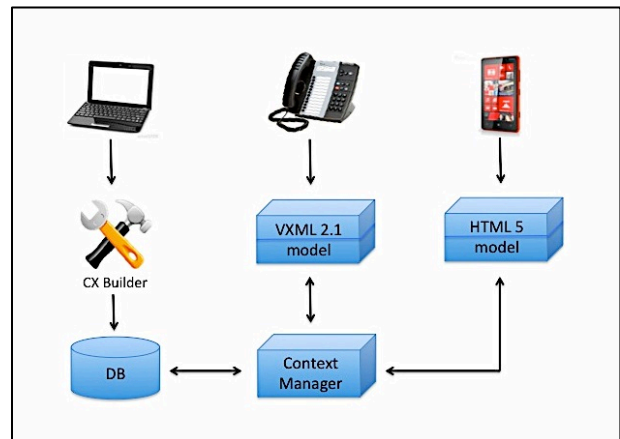 VXML 2.1
model
HTML 5
model
CX Builder
DB
Context
Manager